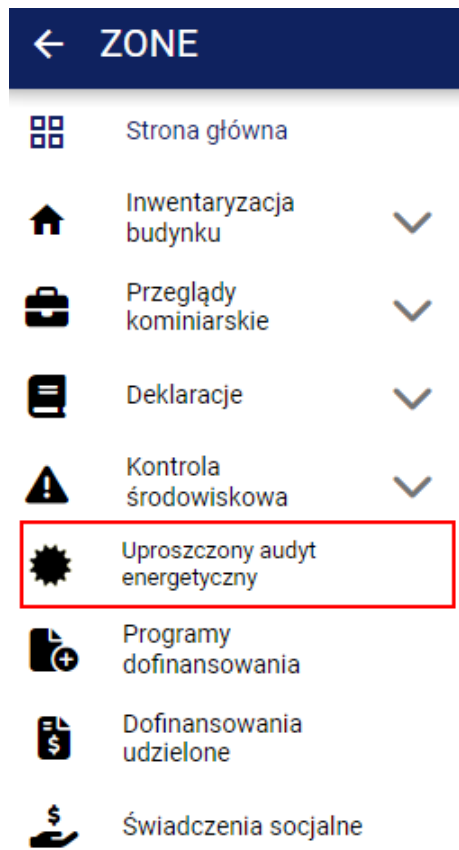 ZONE
Strona główna
Inwentaryzacja
budynku
Przeglądy
kominiarskie
Deklaracje
Kontrola
środowiskowa
Uproszczony audyt
energetyczny
Programy
dofinansowania
Dofinansowania
udzielone
Świadczenia socjalne